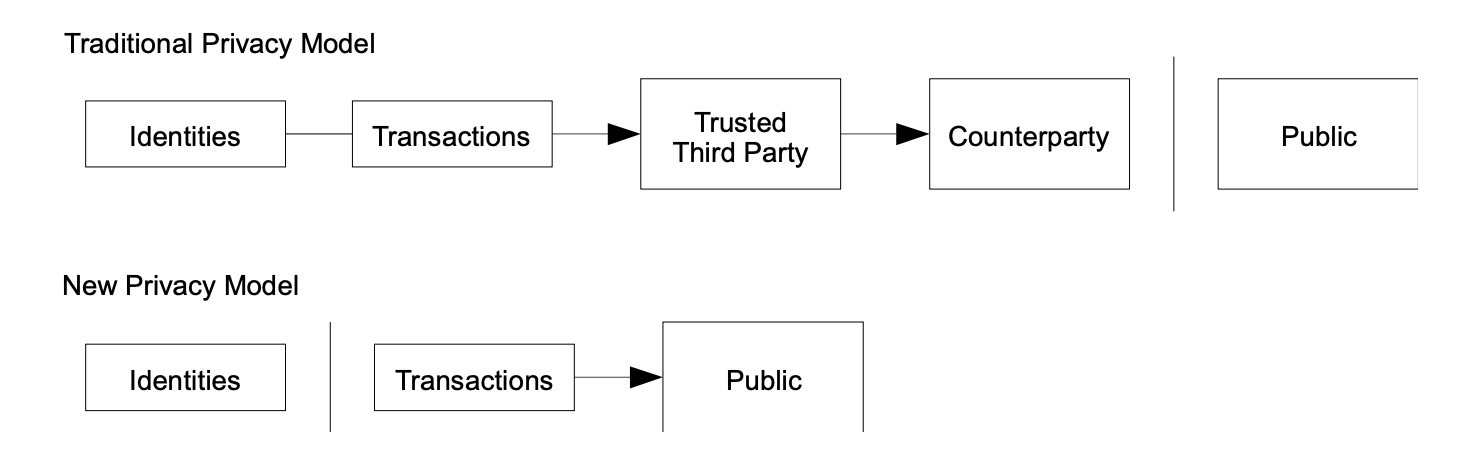 Traditional Privacy Model
Identities
Transactions
Trusted
Third Party
Counterparty
Public
New Privacy Model
Identities
Transactions
Public